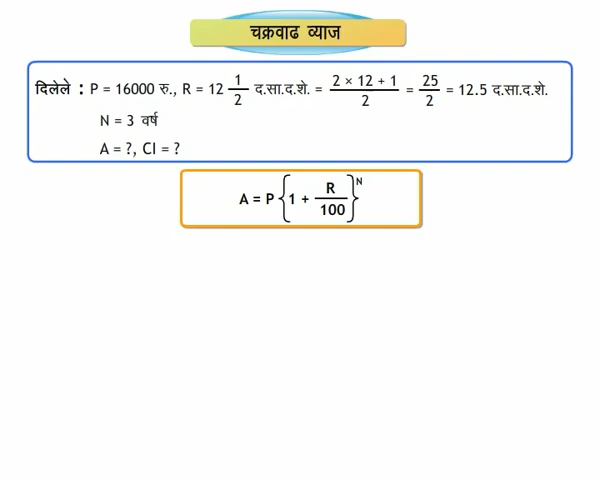 चक्रवाढ व्याज
दिलेले : P = 16000 रु., R = 12 1/2 द.सा.द.शे. = (2 × 12 + 1)/2 = 25/2 = 12.5 द.सा.द.शे.
N = 3 वर्ष
A = ?, CI = ?
A = P {1 + R/100}^N